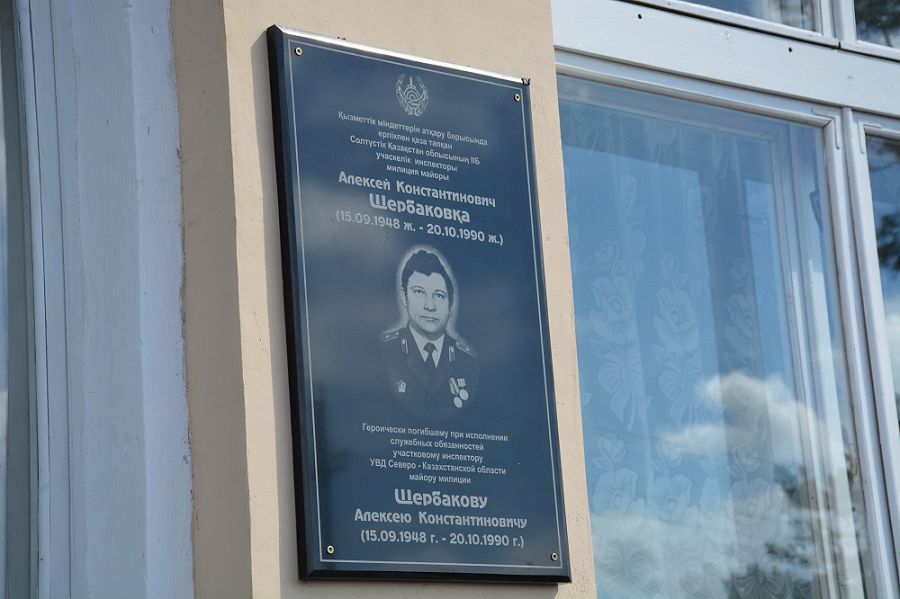 Қызметтік міндеттерін атқару барысында
ерлікпен қаза тапқан
Солтүстік Қазақстан облысының ІІБ
учаскелік инспекторы
милиция майоры
Алексей Константинович
Щербаковқа
(15.09.1948 ж. - 20.10.1990 ж.)
Героически погибшему при исполнении
служебных обязанностей
участковому инспектору
УВД Северо - Казахстанской области
майору милиции
Щербакову
Алексею Константиновичу
(15.09.1948 г. - 20.10.1990 г.)